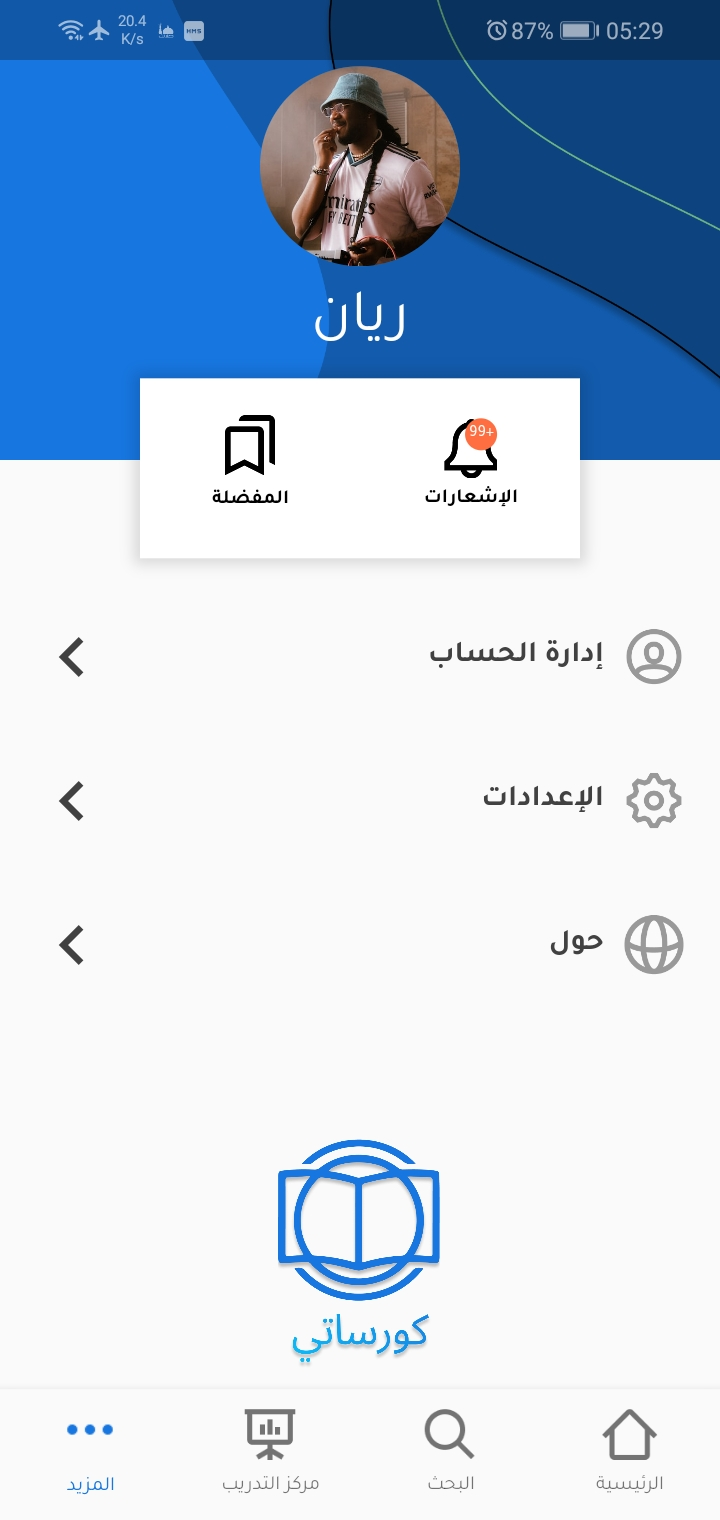 20.4
K/s
HMS
87%
05:29
ريان
99+
الإشعارات
المفضلة
إدارة الحساب
الإعدادات
حول
كورساتي
الرئيسية
البحث
مركز التدريب
المزيد